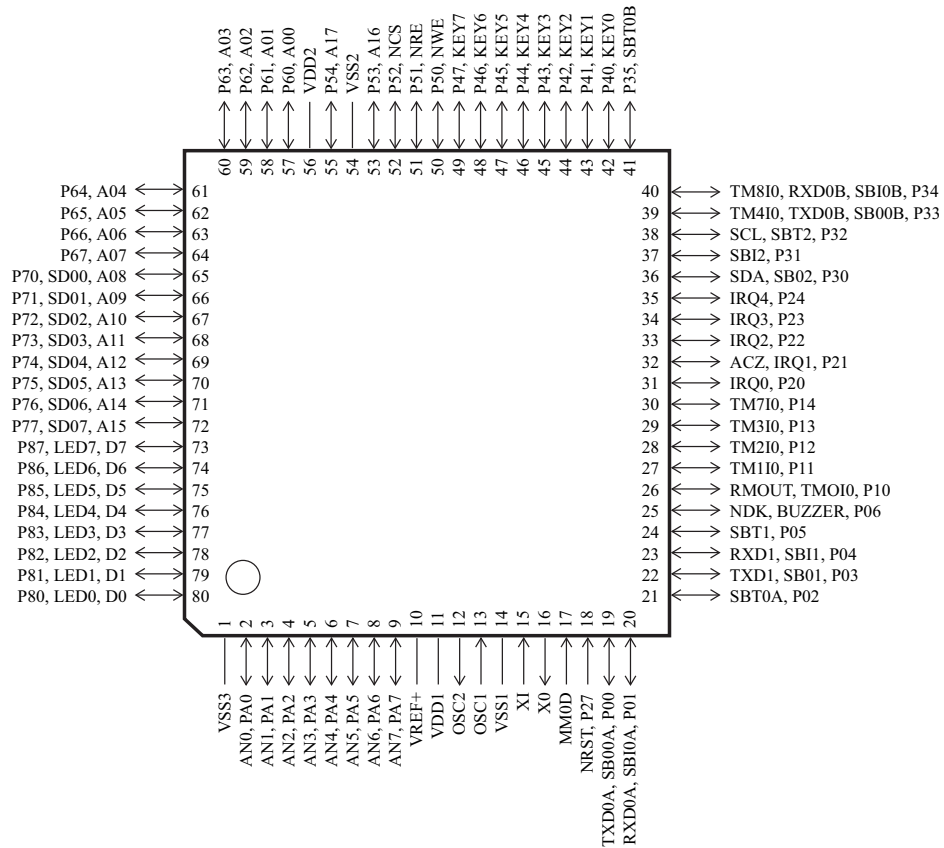 P63, A03
P62, A02
P61, A01
P60, A00
VDD2
P54, A17
VSS2
P53, A16
P52, NCS
P51, NRE
P50, NWE
P47, KEY7
P46, KEY6
P45, KEY5
P44, KEY4
P43, KEY3
P42, KEY2
P41, KEY1
P40, KEY0
P35, SBT0B
60
59
58
57
56
55
54
53
52
51
50
49
48
47
46
45
44
43
42
41
P64, A04 61
P65, A05 62
P66, A06 63
P67, A07 64
P70, SD00, A08 65
P71, SD01, A09 66
P72, SD02, A10 67
P73, SD03, A11 68
P74, SD04, A12 69
P75, SD05, A13 70
P76, SD06, A14 71
P77, SD07, A15 72
P87, LED7, D7 73
P86, LED6, D6 74
P85, LED5, D5 75
P84, LED4, D4 76
P83, LED3, D3 77
P82, LED2, D2 78
P81, LED1, D1 79
P80, LED0, D0 80
40 TM8I0, RXD0B, SBI0B, P34
39 TM4I0, TXD0B, SB00B, P33
38 SCL, SBT2, P32
37 SBI2, P31
36 SDA, SB02, P30
35 IRQ4, P24
34 IRQ3, P23
33 IRQ2, P22
32 ACZ, IRQ1, P21
31 IRQ0, P20
30 TM7I0, P14
29 TM3I0, P13
28 TM2I0, P12
27 TM1I0, P11
26 RMOUT, TMOI0, P10
25 NDK, BUZZER, P06
24 SBT1, P05
23 RXD1, SBI1, P04
22 TXD1, SB01, P03
21 SBT0A, P02
1
2
3
4
5
6
7
8
9
10
11
12
13
14
15
16
17
18
19
20
VSS3
AN0, PA0
AN1, PA1
AN2, PA2
AN3, PA3
AN4, PA4
AN5, PA5
AN6, PA6
AN7, PA7
VREF+
VDD1
OSC2
OSC1
VSS1
XI
X0
MM0D
NRST, P27
TXD0A, SB00A, P00
RXD0A, SBI0A, P01